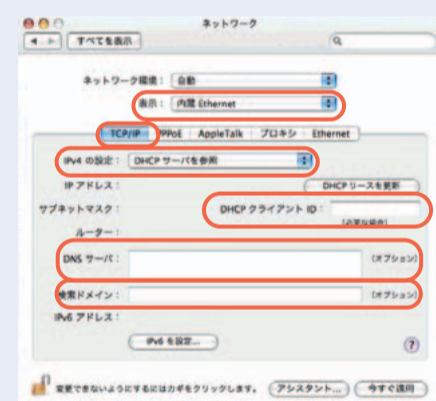 ネットワーク
すべてを表示
ネットワーク環境: 自動
表示: 内蔵 Ethernet
TCP/IP PPPoE AppleTalk プロキシ Ethernet
IPv4 の設定: DHCP サーバを参照
IP アドレス: DHCP リースを更新
サブネットマスク: DHCP クライアント ID:
(必要な場合)
ルーター:
DNS サーバ: (オプション)
検索ドメイン: (オプション)
IPv6 アドレス:
IPv6 を設定...
?
変更できないようにするにはカギをクリックします。 アシスタント... 今すぐ適用